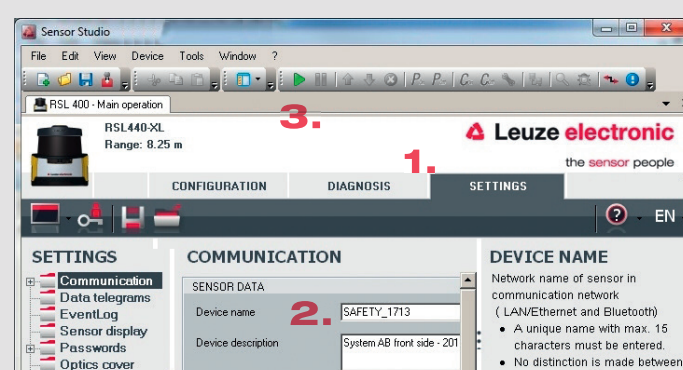 Sensor Studio
File Edit View Device Tools Window ?
RSL 400 - Main operation
RSL440-XL
Range: 8.25 m
3.
Leuze electronic
the sensor people
1.
CONFIGURATION DIAGNOSIS SETTINGS
EN
SETTINGS
Communication
Data telegrams
EventLog
Sensor display
Passwords
Optics cover
COMMUNICATION
SENSOR DATA
Device name 2. SAFETY_1713
Device description System AB front side - 201
DEVICE NAME
Network name of sensor in
communication network
( LAN/Ethernet and Bluetooth)
• A unique name with max. 15
characters must be entered.
• No distinction is made between